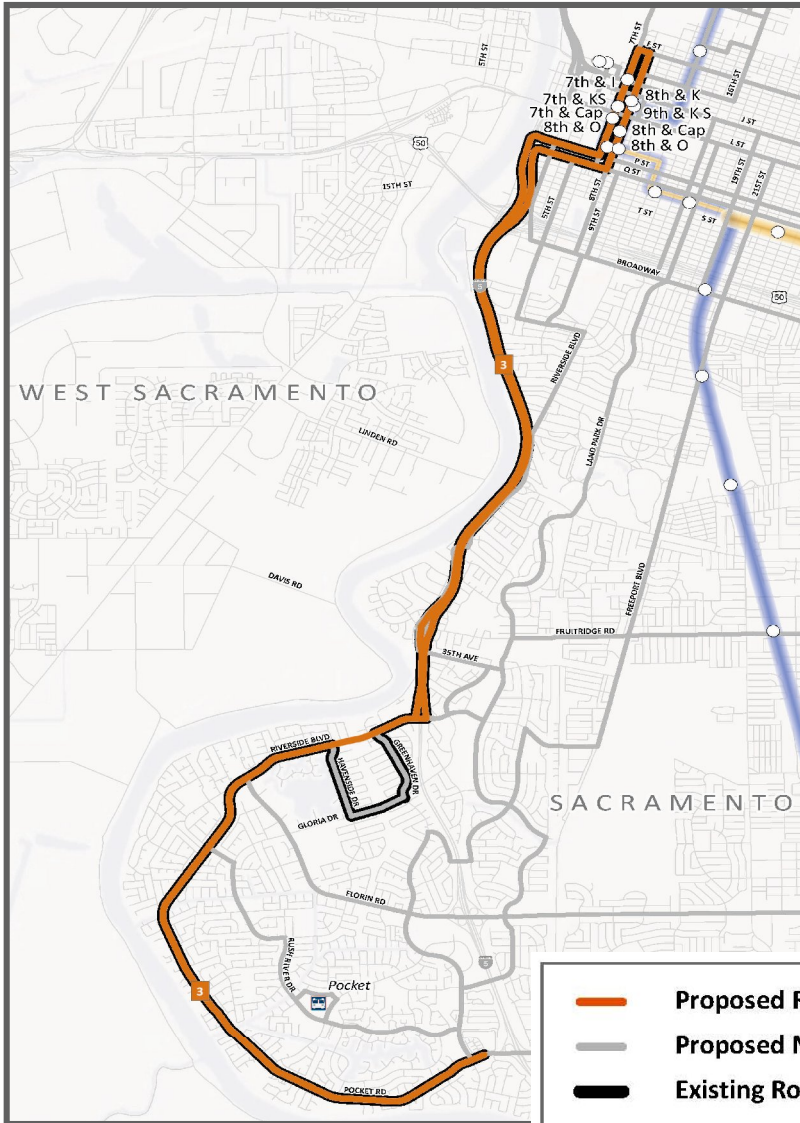 7TH ST
F ST
5TH ST
16TH ST
7th & I
7th & KS
8th & K
7th & Cap
9th & K S
8th & O
8th & Cap
8th & O
J ST
L ST
50
P ST
Q ST
15TH ST
5TH ST
8TH ST
9TH ST
T ST
S ST
19TH ST
21ST ST
BROADWAY
5
50
RIVERSIDE BLVD
3
WEST SACRAMENTO
LINDEN RD
LAND PARK DR
DAVIS RD
FREEPORT BLVD
FRUITRIDGE RD
35TH AVE
RIVERSIDE BLVD
GREENHAVEN DR
HAVENSIDE DR
GLORIA DR
SACRAMENTO
FLORIN RD
RUSH RIVER DR
5
Pocket
3
POCKET RD
Proposed R
Proposed N
Existing Ro